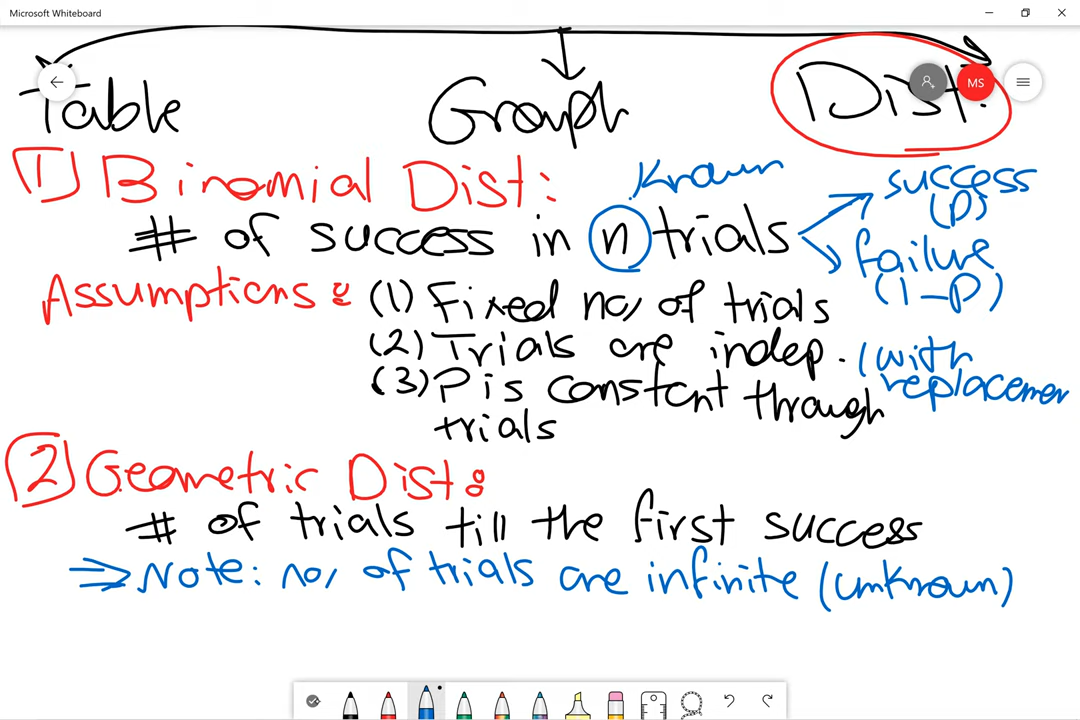 Microsoft Whiteboard
Table Graph Dist.
MS
1) Binomial Dist:
Known
# of success in n trials
success
(P)
failure
(1-P)
Assumptions:
(1) Fixed no, of trials
(2) Trials are indep. (with
replacemen
(3) P is constant through
trials
2 Geometric Dist:
# of trials till the first success
⇒ Note: no, of trials are infinite (unknown)